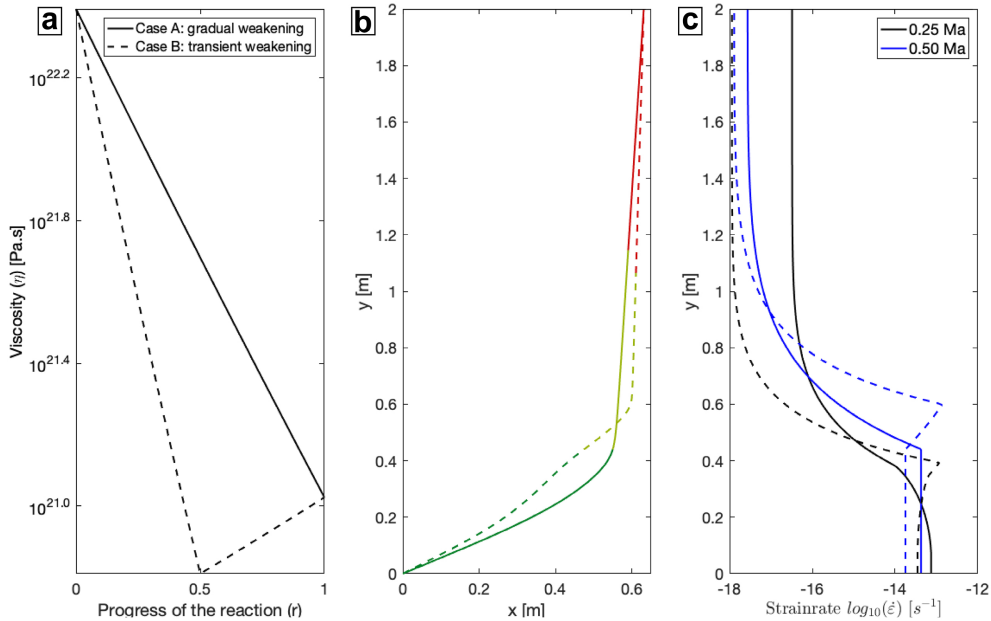 a
Case A: gradual weakening
Case B: transient weakening
10^22.2
10^21.8
10^21.4
10^21.0
Viscosity (η) [Pa.s]
0
0.5
1
Progress of the reaction (r)
b
2
1.8
1.6
1.4
1.2
1
0.8
0.6
0.4
0.2
0
y [m]
0
0.2
0.4
0.6
x [m]
c
0.25 Ma
0.50 Ma
2
1.8
1.6
1.4
1.2
1
0.8
0.6
0.4
0.2
0
y [m]
-18
-16
-14
-12
Strainrate log₁₀(ε̇) [s⁻¹]